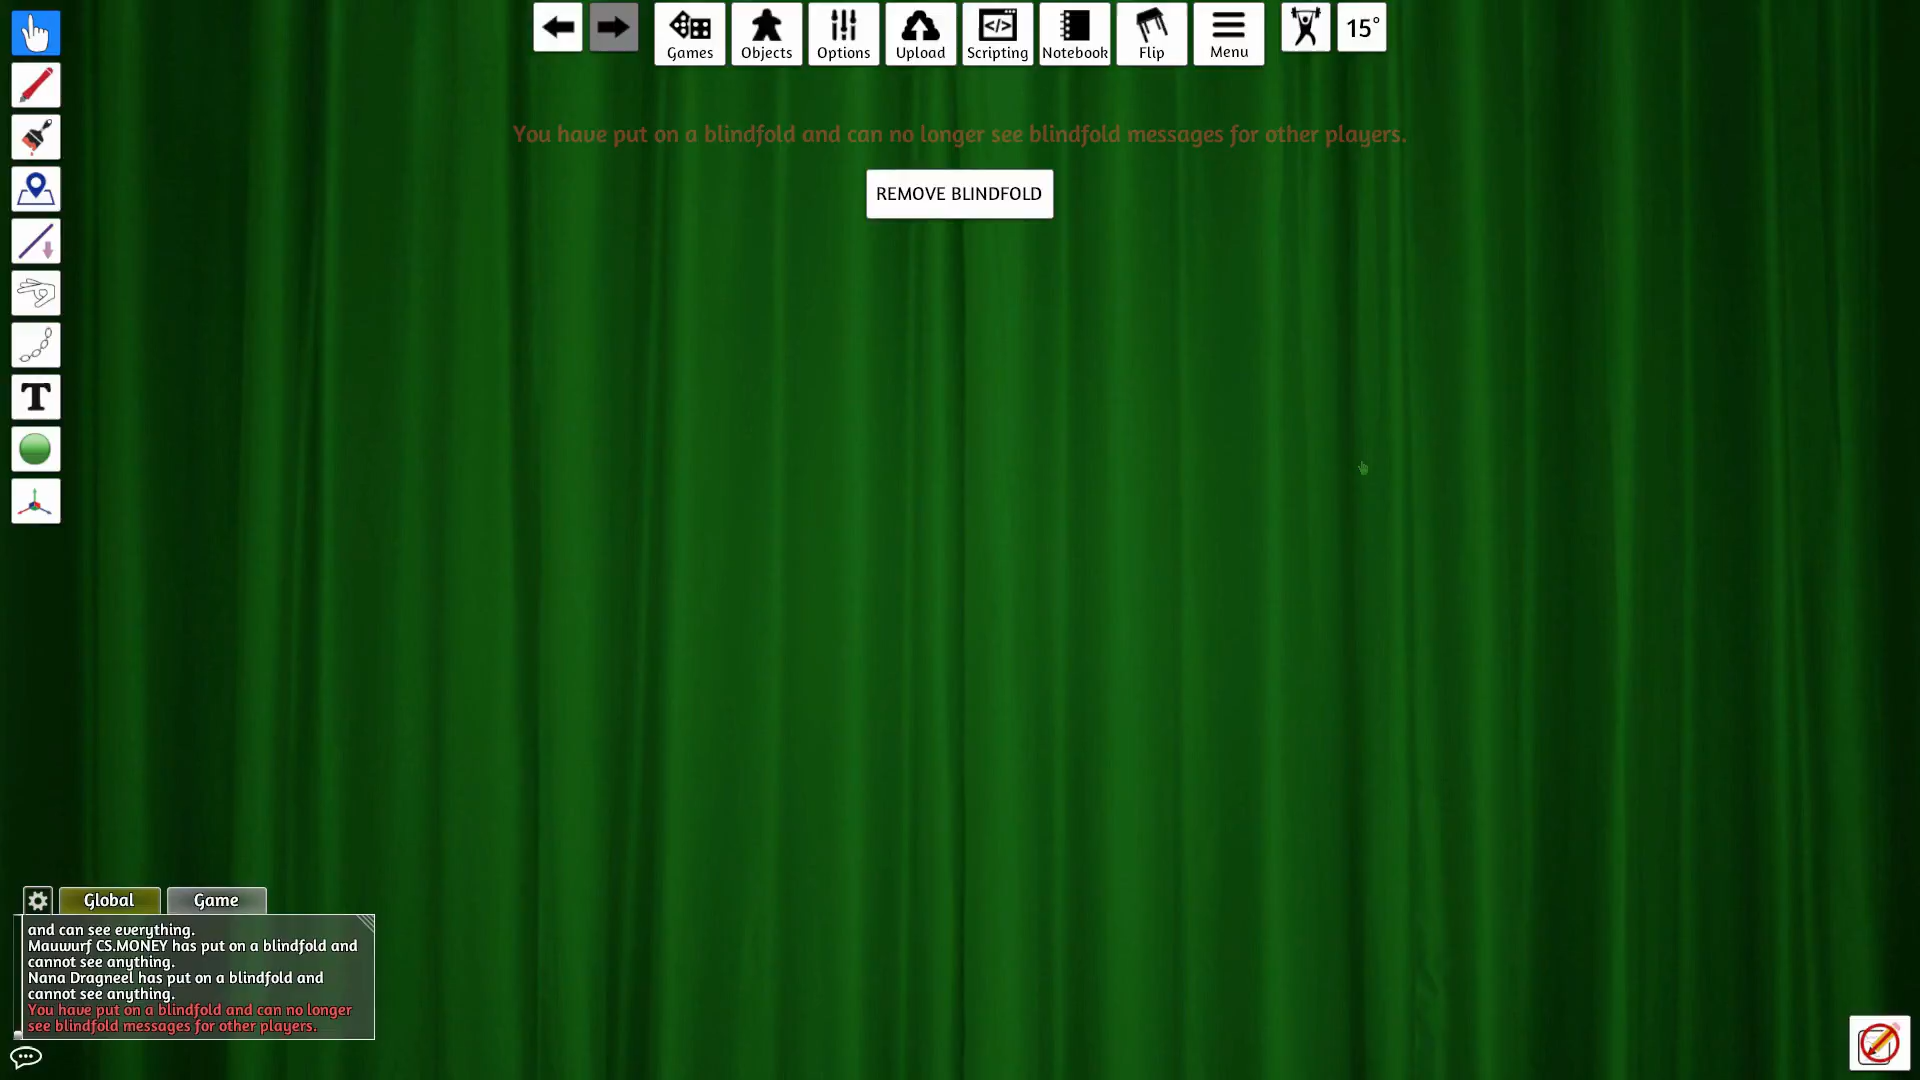 Games Objects Options Upload Scripting Notebook Flip Menu 15°
You have put on a blindfold and can no longer see blindfold messages for other players.
REMOVE BLINDFOLD
T
Global Game
and can see everything.
Mauwurf CS.MONEY has put on a blindfold and
cannot see anything.
Nana Dragneel has put on a blindfold and
cannot see anything.
You have put on a blindfold and can no longer
see blindfold messages for other players.